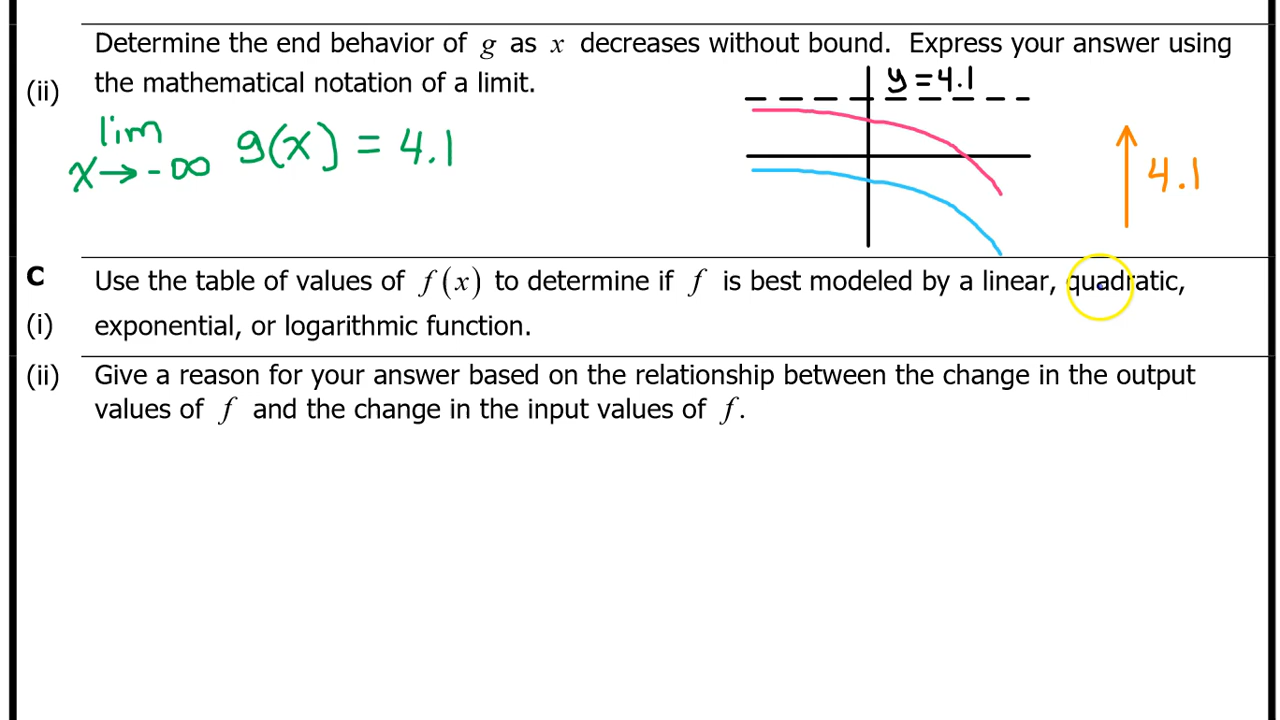 Determine the end behavior of g as x decreases without bound. Express your answer using
(ii) the mathematical notation of a limit.
y = 4.1
lim
x → -∞ g(x) = 4.1
4.1
C Use the table of values of f(x) to determine if f is best modeled by a linear, quadratic,
(i) exponential, or logarithmic function.
(ii) Give a reason for your answer based on the relationship between the change in the output
values of f and the change in the input values of f.